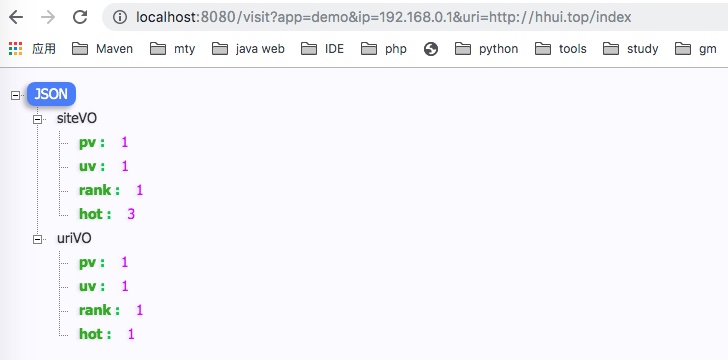 localhost:8080/visit?app=demo&ip=192.168.0.1&uri=http://hhui.top/index
应用 Maven mty java web IDE php python tools study gm
JSON
siteVO
pv : 1
uv : 1
rank : 1
hot : 3
uriVO
pv : 1
uv : 1
rank : 1
hot : 1